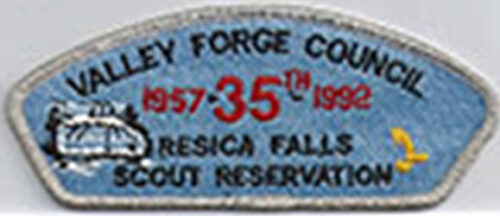 VALLEY FORGE COUNCIL
1957-35TH-1992
RESICA FALLS
SCOUT RESERVATION